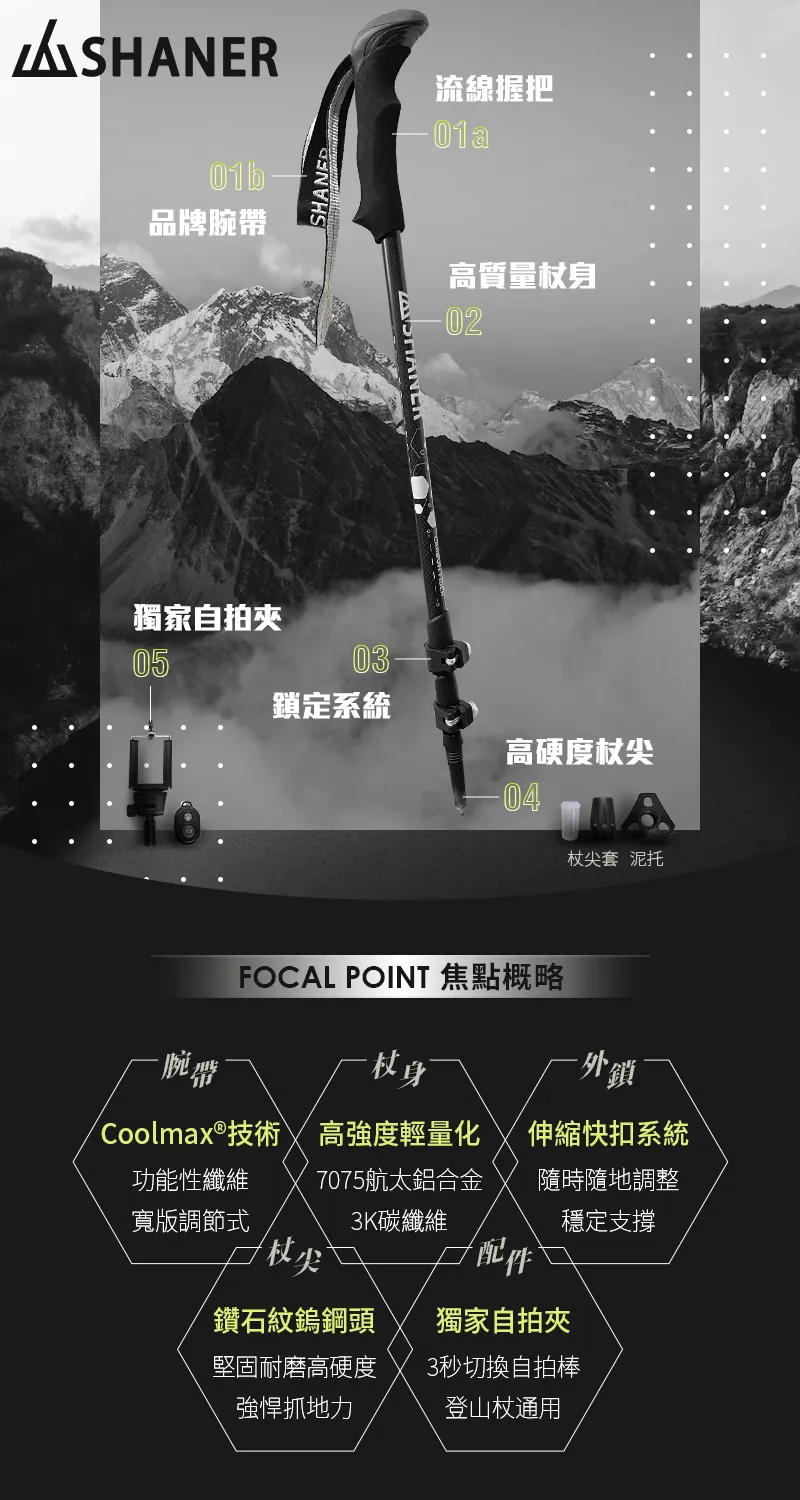 SHANER
流線握把
01a
01b
SHANER
品牌腕帶
高質量杖身
02
SHANER
獨家自拍夾
05
03
鎖定系統
高硬度杖尖
04
杖尖套 泥托
FOCAL POINT 焦點概略
腕帶
Coolmax®技術
功能性纖維
寬版調節式
杖身
高強度輕量化
7075航太鋁合金
3K碳纖維
外鎖
伸縮快扣系統
隨時隨地調整
穩定支撐
杖尖
鑽石紋鎢鋼頭
堅固耐磨高硬度
強悍抓地力
配件
獨家自拍夾
3秒切換自拍棒
登山杖通用